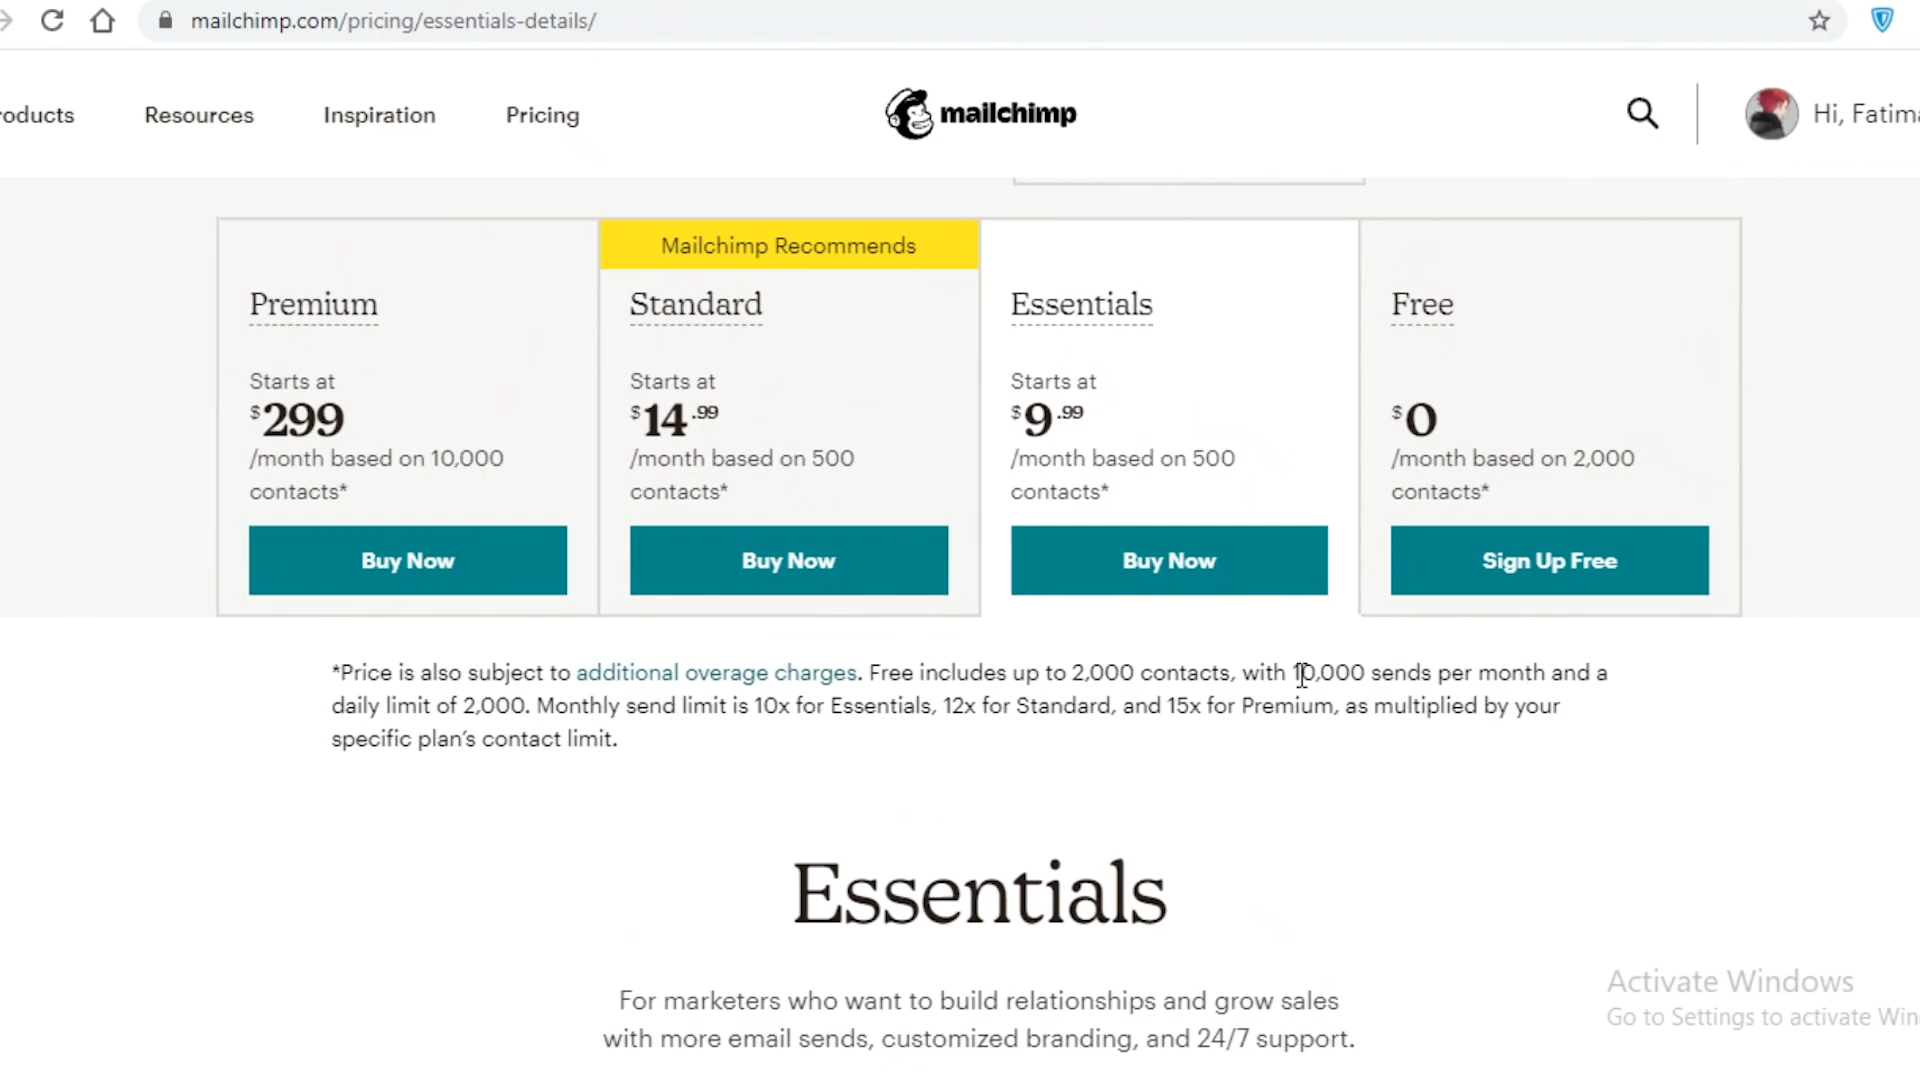 mailchimp.com/pricing/essentials-details/
oducts Resources Inspiration Pricing mailchimp Hi, Fatima
Mailchimp Recommends
Premium Standard Essentials Free
Starts at Starts at Starts at
$299 $14.99 $9.99 $0
/month based on 10,000 /month based on 500 /month based on 500 /month based on 2,000
contacts* contacts* contacts* contacts*
Buy Now Buy Now Buy Now Sign Up Free
*Price is also subject to additional overage charges. Free includes up to 2,000 contacts, with 10,000 sends per month and a
daily limit of 2,000. Monthly send limit is 10x for Essentials, 12x for Standard, and 15x for Premium, as multiplied by your
specific plan’s contact limit.
Essentials
For marketers who want to build relationships and grow sales
with more email sends, customized branding, and 24/7 support.
Activate Windows
Go to Settings to activate Win